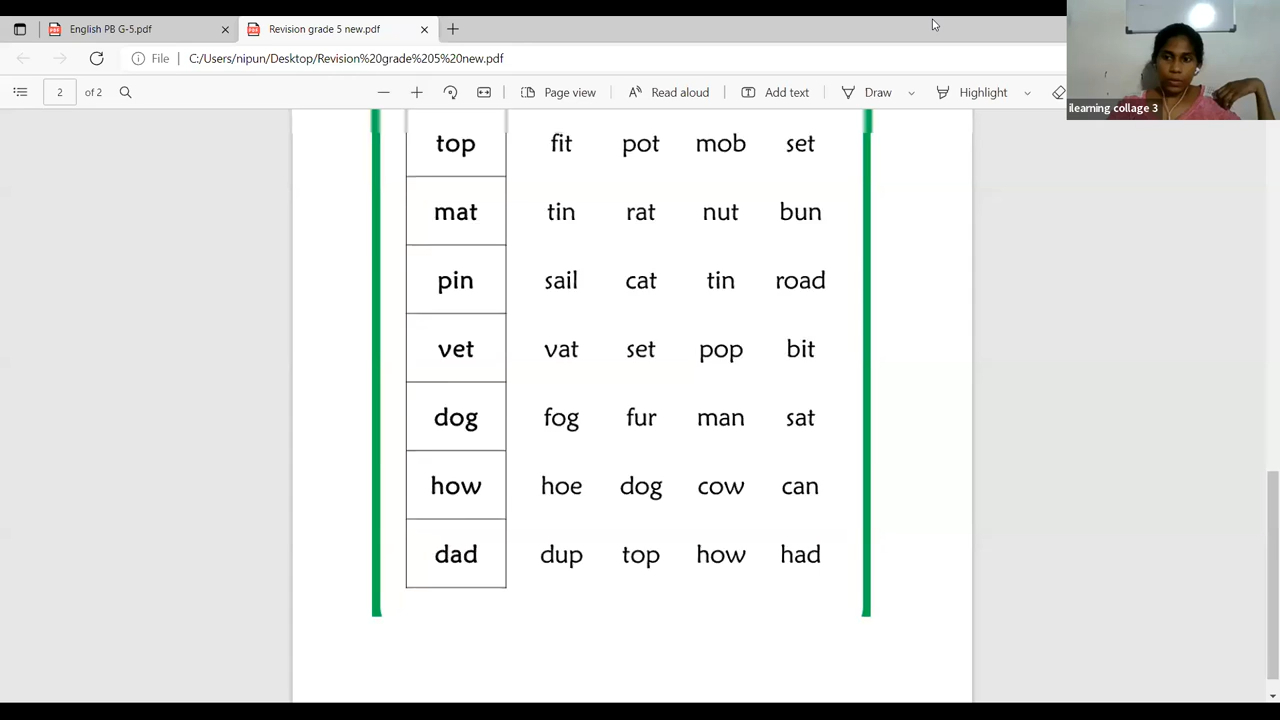 English PB G-5.pdf
Revision grade 5 new.pdf
File C:/Users/nipun/Desktop/Revision%20grade%205%20new.pdf
2 of 2 Page view Read aloud Add text Draw Highlight
ilearning collage 3
top fit pot mob set
mat tin rat nut bun
pin sail cat tin road
vet vat set pop bit
dog fog fur man sat
how hoe dog cow can
dad dup top how had